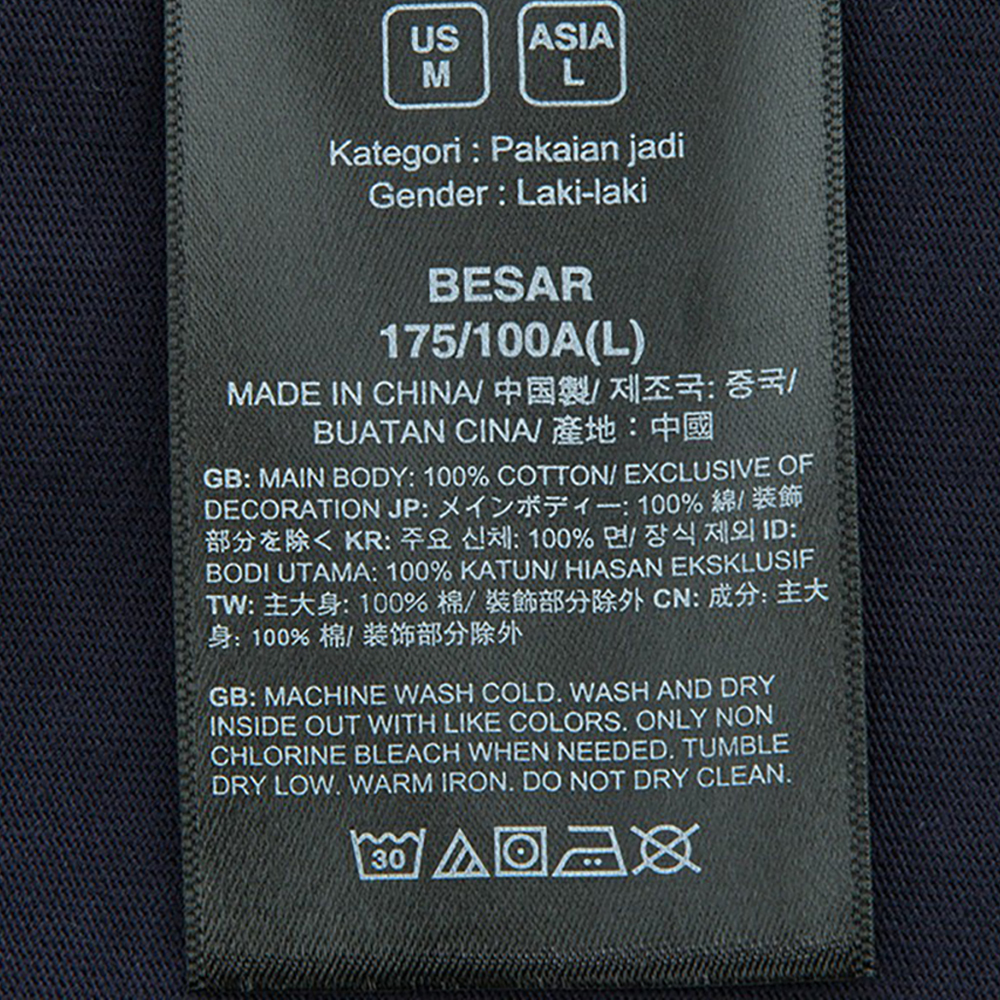 US
M
ASIA
L
Kategori : Pakaian jadi
Gender : Laki-laki
BESAR
175/100A(L)
MADE IN CHINA/ 中国製/ 제조국: 중국/
BUATAN CINA/ 產地：中國
GB: MAIN BODY: 100% COTTON/ EXCLUSIVE OF
DECORATION JP: メインボディー: 100% 綿/ 装飾
部分を除く KR: 주요 신체: 100% 면/ 장식 제외 ID:
BODI UTAMA: 100% KATUN/ HIASAN EKSKLUSIF
TW: 主大身: 100% 棉/ 裝飾部分除外 CN: 成分: 主大
身: 100% 棉/ 装饰部分除外
GB: MACHINE WASH COLD. WASH AND DRY
INSIDE OUT WITH LIKE COLORS. ONLY NON
CHLORINE BLEACH WHEN NEEDED. TUMBLE
DRY LOW. WARM IRON. DO NOT DRY CLEAN.
30